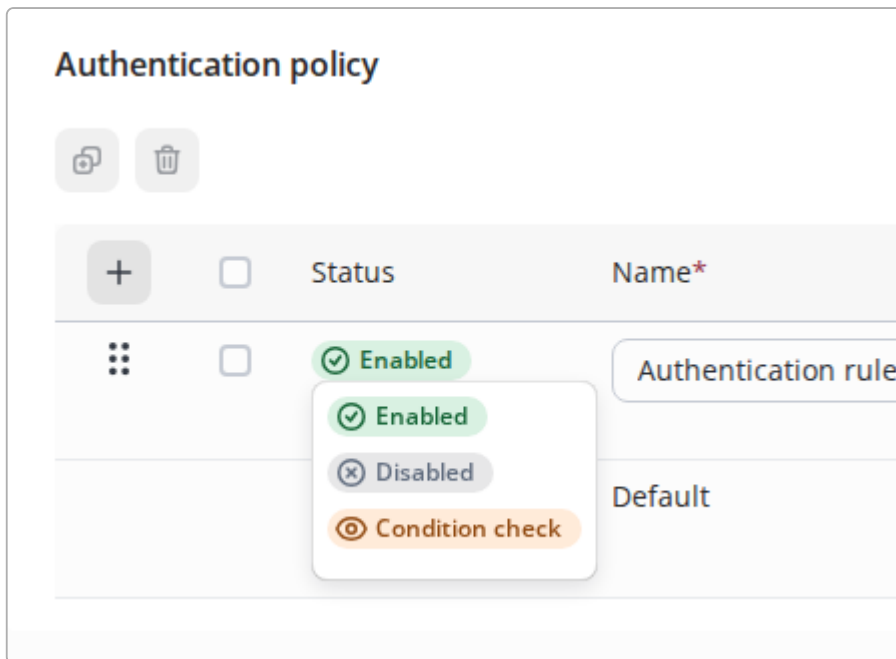 Authentication policy
Status Name*
Enabled Authentication rule
Enabled
Disabled
Default
Condition check